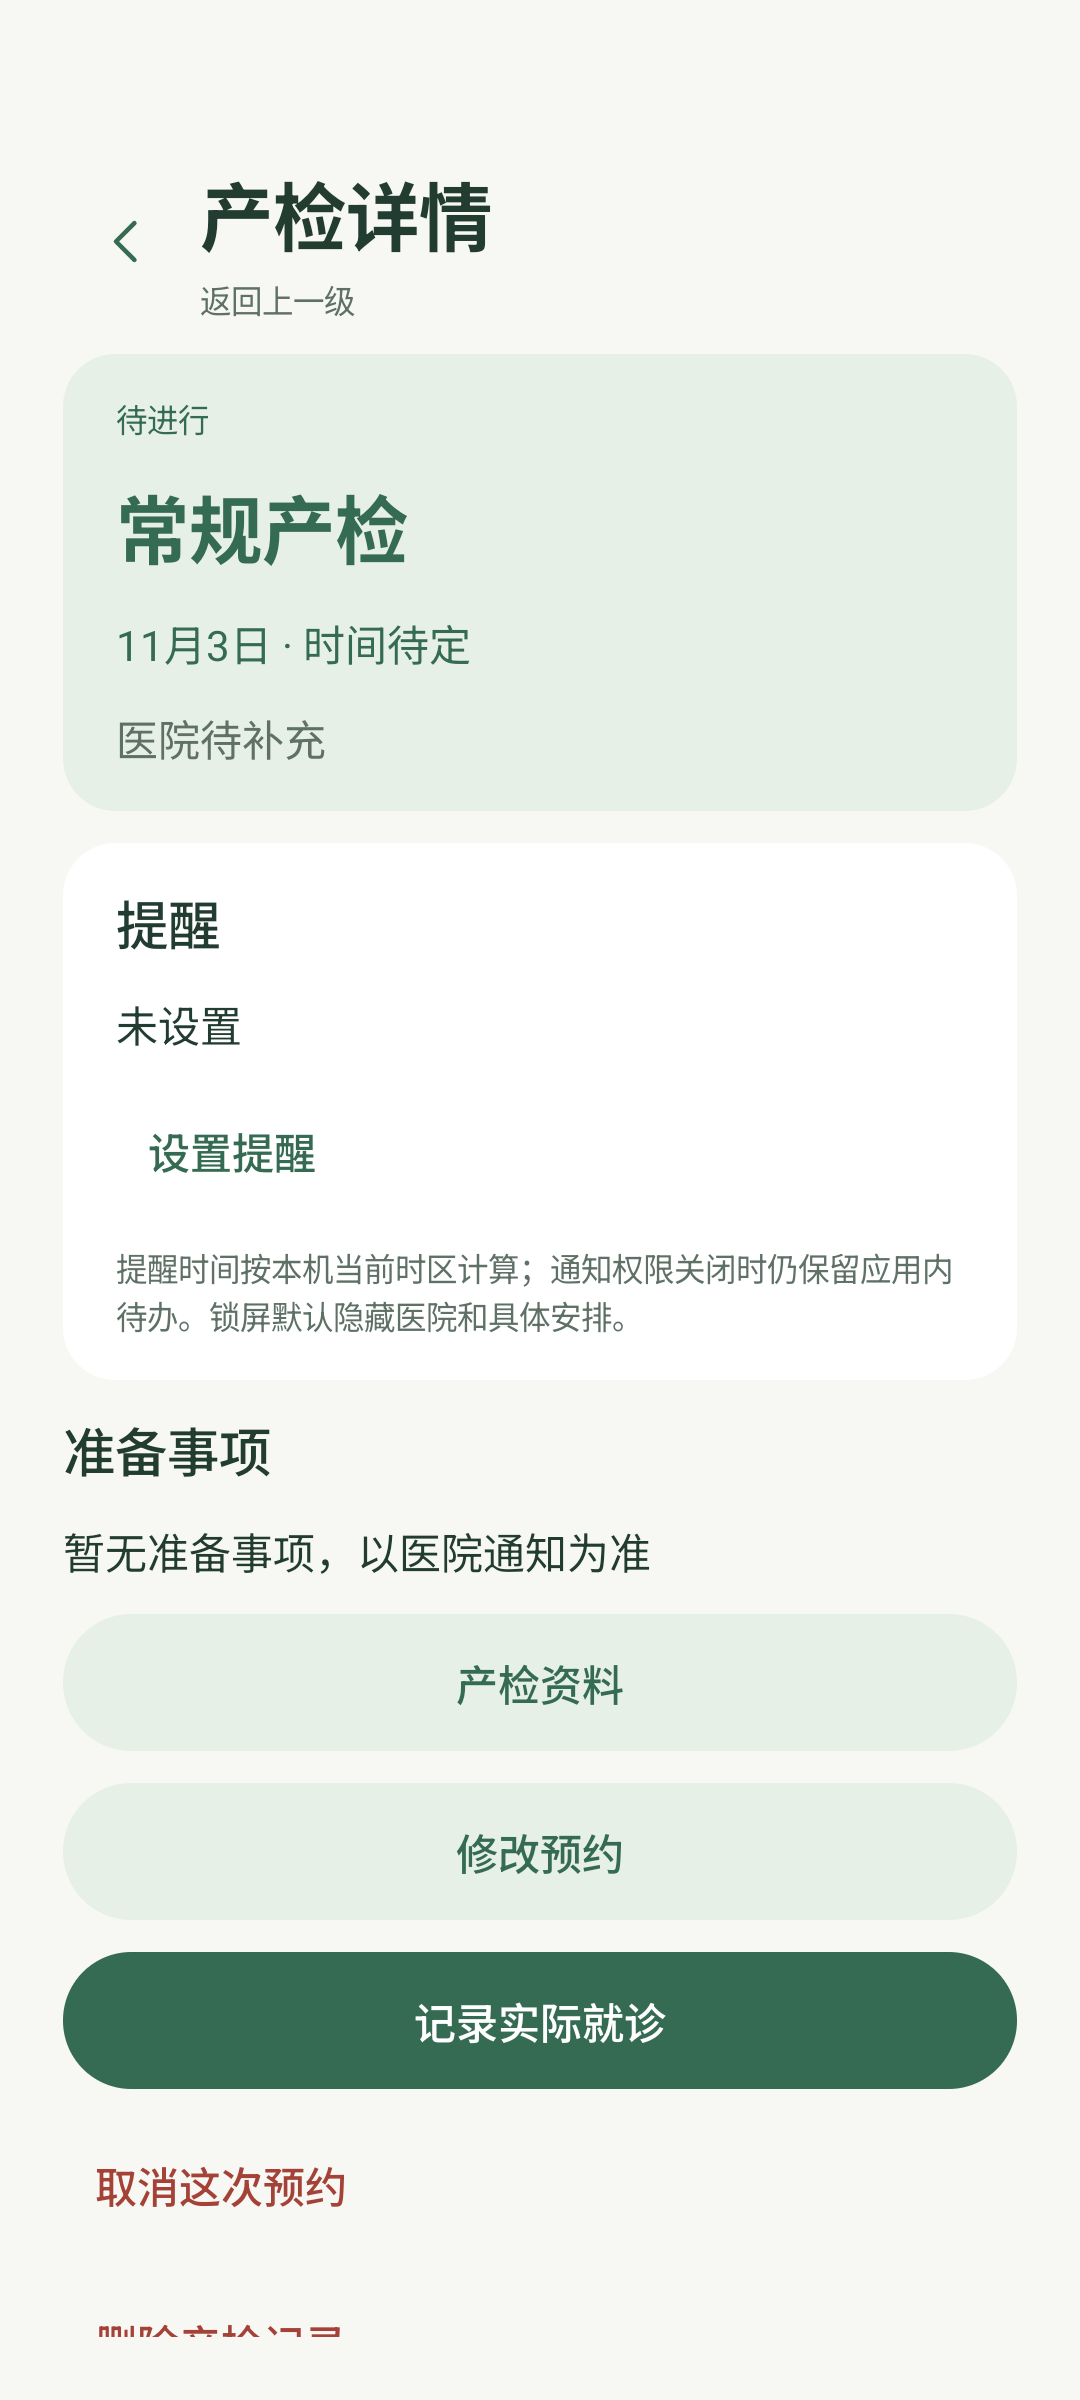 产检详情
返回上一级
待进行
常规产检
11月3日 · 时间待定
医院待补充
提醒
未设置
设置提醒
提醒时间按本机当前时区计算；通知权限关闭时仍保留应用内
待办。锁屏默认隐藏医院和具体安排。
准备事项
暂无准备事项，以医院通知为准
产检资料
修改预约
记录实际就诊
取消这次预约
删除产检记录